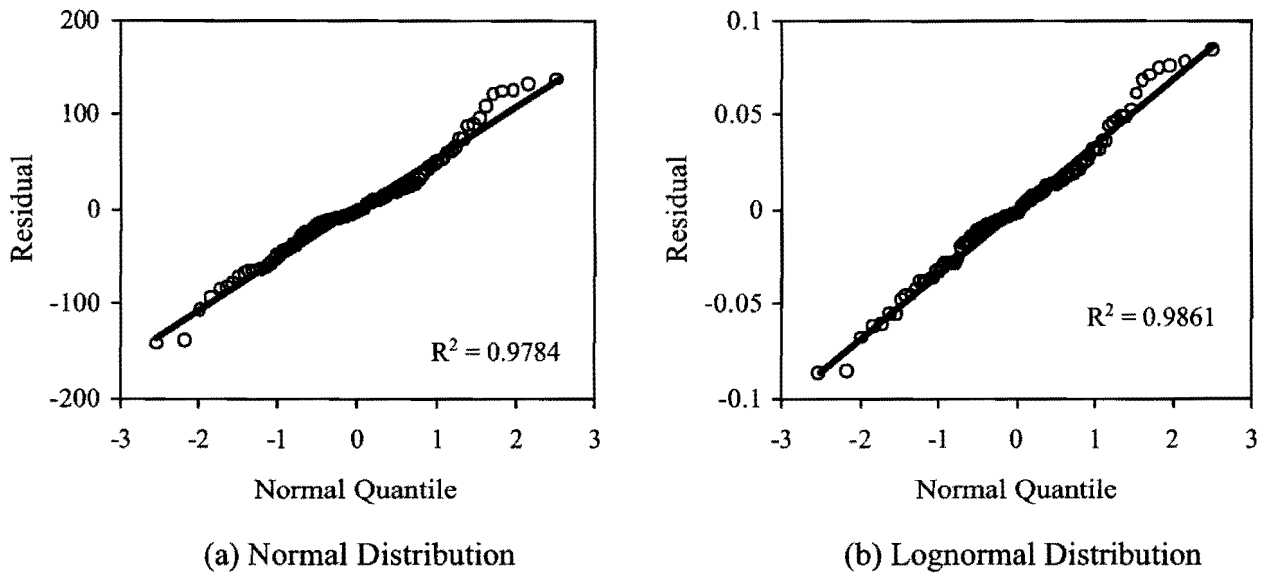 200
100
0
-100
-200
Residual
-3 -2 -1 0 1 2 3
Normal Quantile
R² = 0.9784
(a) Normal Distribution
0.1
0.05
0
-0.05
-0.1
Residual
-3 -2 -1 0 1 2 3
Normal Quantile
R² = 0.9861
(b) Lognormal Distribution